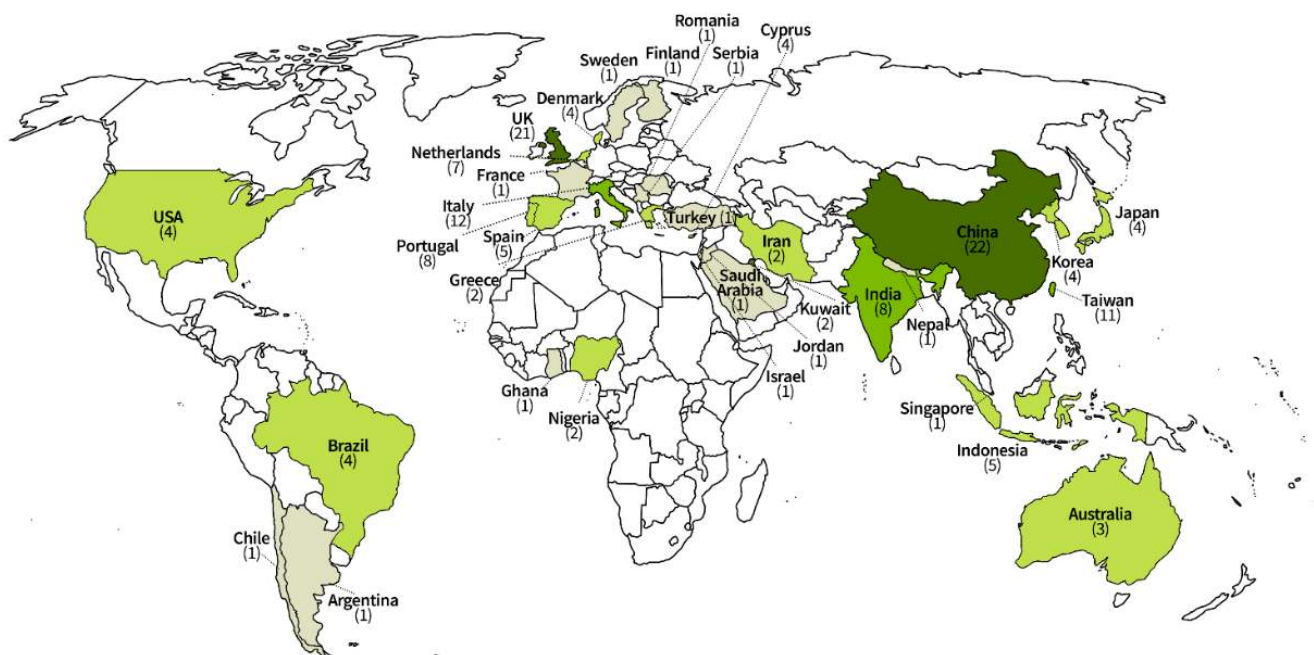 Romania
(1)
Cyprus
(4)
Sweden
(1)
Finland
(1)
Serbia
(1)
Denmark
(4)
UK
(21)
Netherlands
(7)
France
(1)
Italy
(12)
Portugal
(8)
Spain
(5)
Greece
(2)
Turkey (1)
USA
(4)
Iran
(2)
China
(22)
Japan
(4)
Korea
(4)
Saudi
Arabia
(1)
India
(8)
Taiwan
(11)
Kuwait
(2)
Nepal
(1)
Jordan
(1)
Israel
(1)
Ghana
(1)
Nigeria
(2)
Singapore
(1)
Indonesia
(5)
Brazil
(4)
Australia
(3)
Chile
(1)
Argentina
(1)